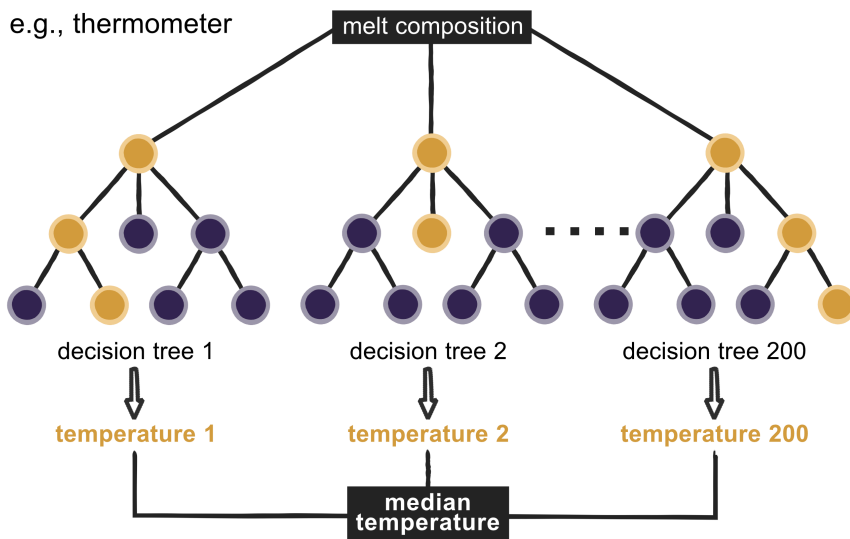 e.g., thermometer
melt composition
decision tree 1
decision tree 2
decision tree 200
temperature 1
temperature 2
temperature 200
median
temperature